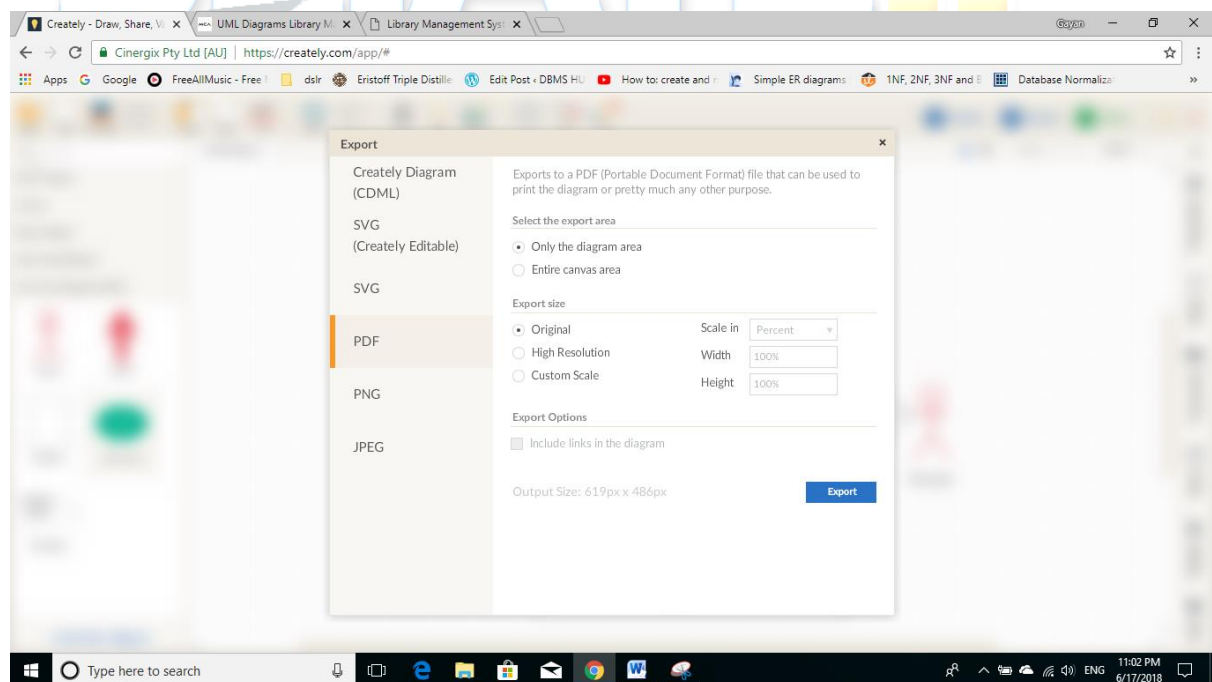 Creately - Draw, Share, V
UML Diagrams Library M
Library Management Syst
Gayan
Cinergix Pty Ltd [AU] | https://creately.com/app/#
Apps Google FreeAllMusic - Free dslr Eristoff Triple Distille Edit Post ‹ DBMS HU How to: create and Simple ER diagrams 1NF, 2NF, 3NF and Database Normaliza »
Export
Creately Diagram
(CDML)
SVG
(Creately Editable)
SVG
PDF
PNG
JPEG
Exports to a PDF (Portable Document Format) file that can be used to
print the diagram or pretty much any other purpose.
Select the export area
Only the diagram area
Entire canvas area
Export size
Original
High Resolution
Custom Scale
Scale in Percent
Width 100%
Height 100%
Export Options
Include links in the diagram
Output Size: 619px x 486px
Export
Type here to search
ENG
11:02 PM
6/17/2018